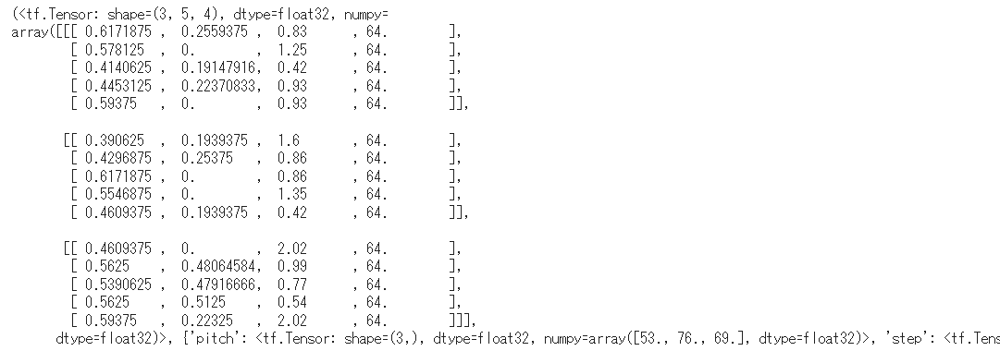 (<tf.Tensor: shape=(3, 5, 4), dtype=float32, numpy=
array([[[ 0.6171875 ,  0.2559375 ,  0.83      , 64.        ],
        [ 0.578125  ,  0.        ,  1.25      , 64.        ],
        [ 0.4140625 ,  0.19147916,  0.42      , 64.        ],
        [ 0.4453125 ,  0.22370833,  0.93      , 64.        ],
        [ 0.59375   ,  0.        ,  0.93      , 64.        ]],
       [[ 0.390625  ,  0.1939375 ,  1.6       , 64.        ],
        [ 0.4296875 ,  0.25375   ,  0.86      , 64.        ],
        [ 0.6171875 ,  0.        ,  0.86      , 64.        ],
        [ 0.5546875 ,  0.        ,  1.35      , 64.        ],
        [ 0.4609375 ,  0.1939375 ,  0.42      , 64.        ]],
       [[ 0.4609375 ,  0.        ,  2.02      , 64.        ],
        [ 0.5625    ,  0.48064584,  0.99      , 64.        ],
        [ 0.5390625 ,  0.47916666,  0.77      , 64.        ],
        [ 0.5625    ,  0.5125    ,  0.54      , 64.        ],
        [ 0.59375   ,  0.22325   ,  2.02      , 64.        ]]],
      dtype=float32)>, {'pitch': <tf.Tensor: shape=(3,), dtype=float32, numpy=array([53., 76., 69.], dtype=float32)>, 'step': <tf.Tens